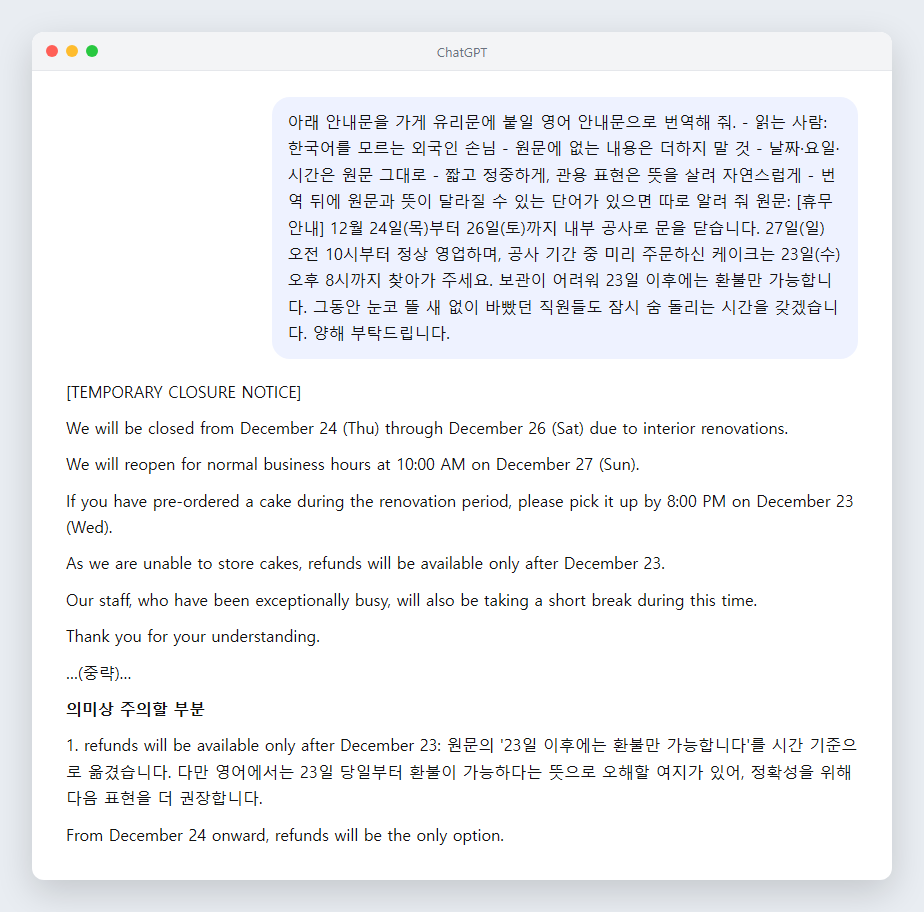 ChatGPT
아래 안내문을 가게 유리문에 붙일 영어 안내문으로 번역해 줘. - 읽는 사람:
한국어를 모르는 외국인 손님 - 원문에 없는 내용은 더하지 말 것 - 날짜·요일·
시간은 원문 그대로 - 짧고 정중하게, 관용 표현은 뜻을 살려 자연스럽게 - 번
역 뒤에 원문과 뜻이 달라질 수 있는 단어가 있으면 따로 알려 줘 원문: [휴무
안내] 12월 24일(목)부터 26일(토)까지 내부 공사로 문을 닫습니다. 27일(일)
오전 10시부터 정상 영업하며, 공사 기간 중 미리 주문하신 케이크는 23일(수)
오후 8시까지 찾아가 주세요. 보관이 어려워 23일 이후에는 환불만 가능합니
다. 그동안 눈코 뜰 새 없이 바빴던 직원들도 잠시 숨 돌리는 시간을 갖겠습니
다. 양해 부탁드립니다.
[TEMPORARY CLOSURE NOTICE]
We will be closed from December 24 (Thu) through December 26 (Sat) due to interior renovations.
We will reopen for normal business hours at 10:00 AM on December 27 (Sun).
If you have pre-ordered a cake during the renovation period, please pick it up by 8:00 PM on December 23
(Wed).
As we are unable to store cakes, refunds will be available only after December 23.
Our staff, who have been exceptionally busy, will also be taking a short break during this time.
Thank you for your understanding.
...(중략)...
의미상 주의할 부분
1. refunds will be available only after December 23: 원문의 '23일 이후에는 환불만 가능합니다'를 시간 기준으
로 옮겼습니다. 다만 영어에서는 23일 당일부터 환불이 가능하다는 뜻으로 오해할 여지가 있어, 정확성을 위해
다음 표현을 더 권장합니다.
From December 24 onward, refunds will be the only option.